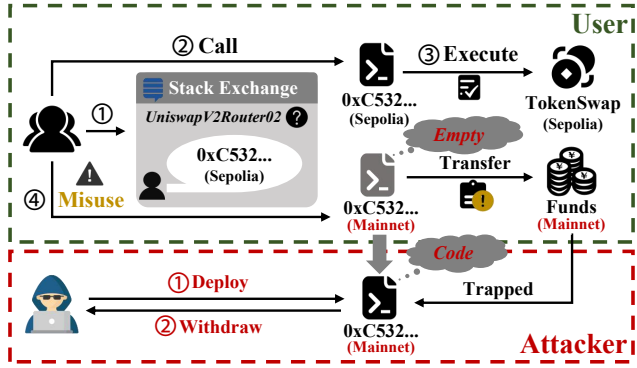 User
② Call
③ Execute
①
Stack Exchange
UniswapV2Router02 ?
0xC532...
(Sepolia)
0xC532...
(Sepolia)
TokenSwap
(Sepolia)
Empty
④
! Misuse
Transfer
!
0xC532...
(Mainnet)
¥ ¥ ¥
Funds
(Mainnet)
Code
① Deploy
② Withdraw
Trapped
0xC532...
(Mainnet)
Attacker